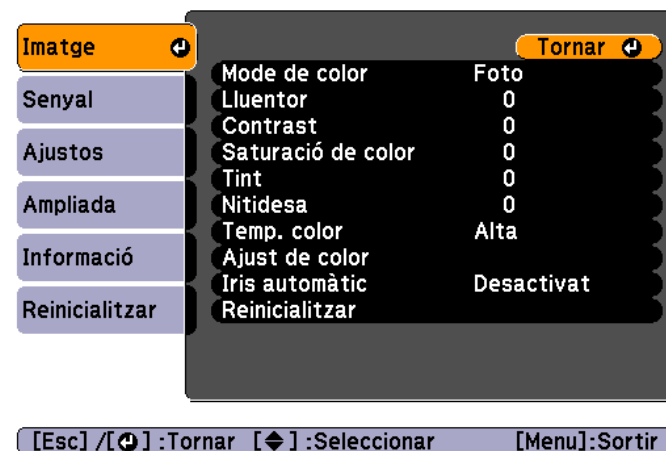 Imatge
Senyal
Ajustos
Ampliada
Informació
Reinicialitzar
Tornar
Mode de color Foto
Lluentor 0
Contrast 0
Saturació de color 0
Tint 0
Nitidesa 0
Temp. color Alta
Ajust de color
Iris automàtic Desactivat
Reinicialitzar
[Esc] /[ ] :Tornar [ ] :Seleccionar [Menu]:Sortir